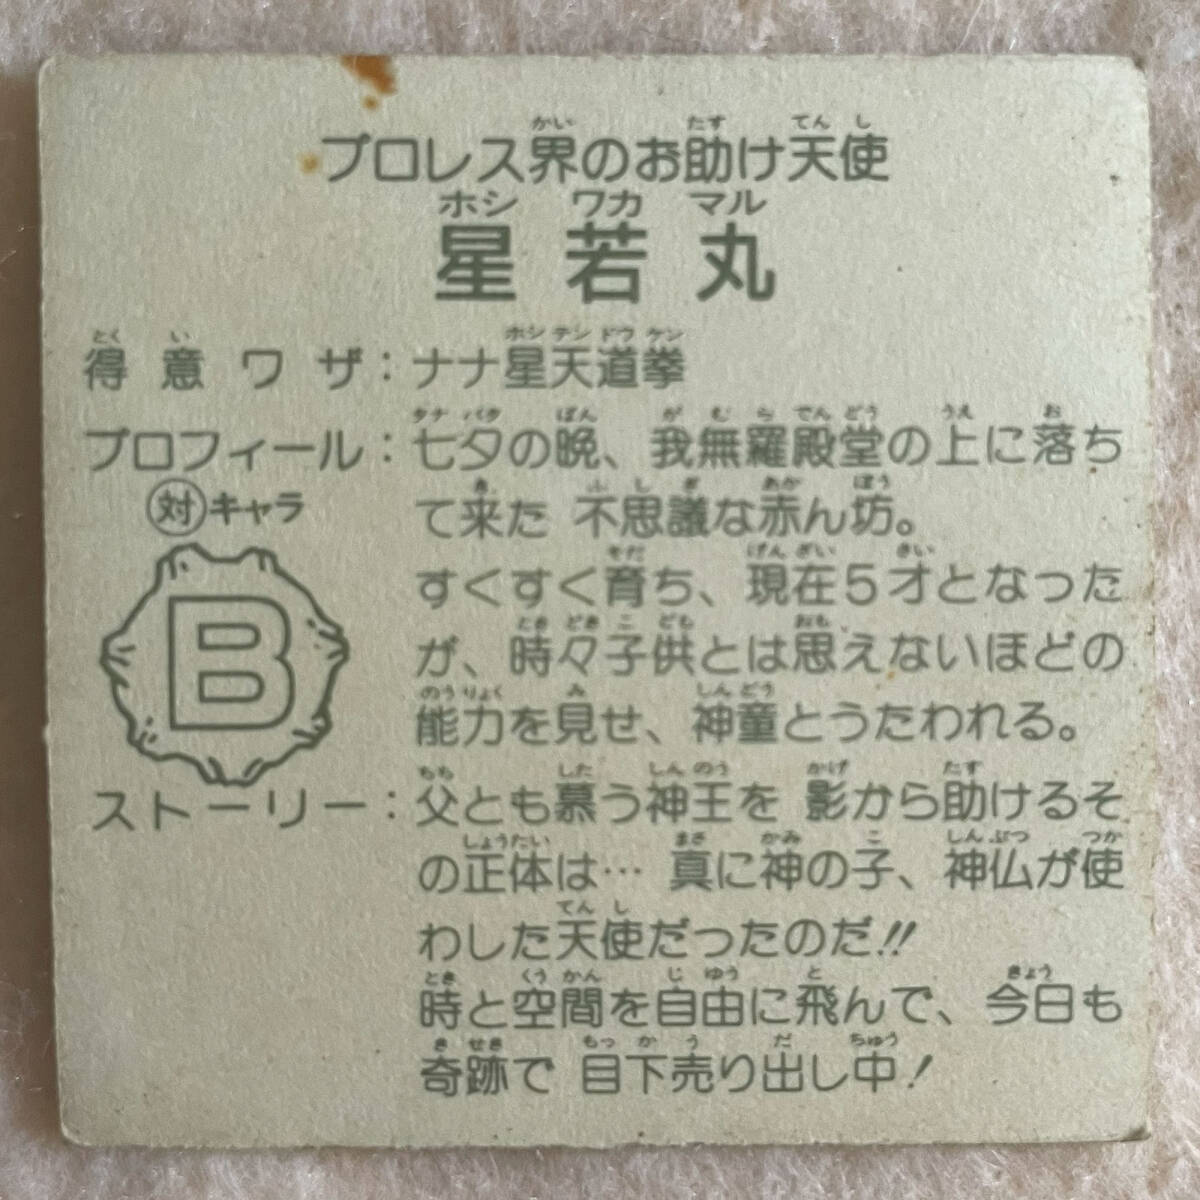 プロレス界のお助け天使
星若丸
得意ワザ：ナナ星天道拳
プロフィール：七夕の晩、我無羅殿堂の上に落ち
て来た 不思議な赤ん坊。
すくすく育ち、現在5才となった
が、時々子供とは思えないほどの
能力を見せ、神童とうたわれる。
対キャラ
B
ストーリー：父とも慕う神王を 影から助けるそ
の正体は… 真に神の子、神仏が使
わした天使だったのだ!!
時と空間を自由に飛んで、今日も
奇跡で 目下売り出し中！